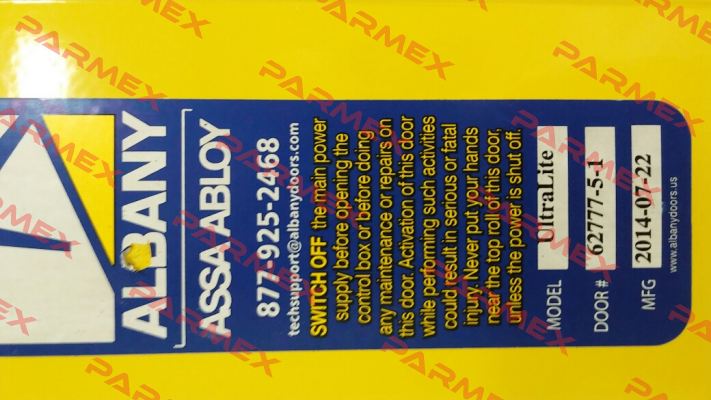 ALBANY
ASSA ABLOY
877-925-2468
techsupport@albanydoors.com
SWITCH OFF the main power
supply before opening the
control box or before doing
any maintenance or repairs on
this door. Activation of this door
while performing such activities
could result in serious or fatal
injury. Never put your hands
near the top roll of this door,
unless the power is shut off.
MODEL UltraLite
DOOR # 62777-5-1
MFG 2014-07-22
www.albanydoors.us
PARMEX